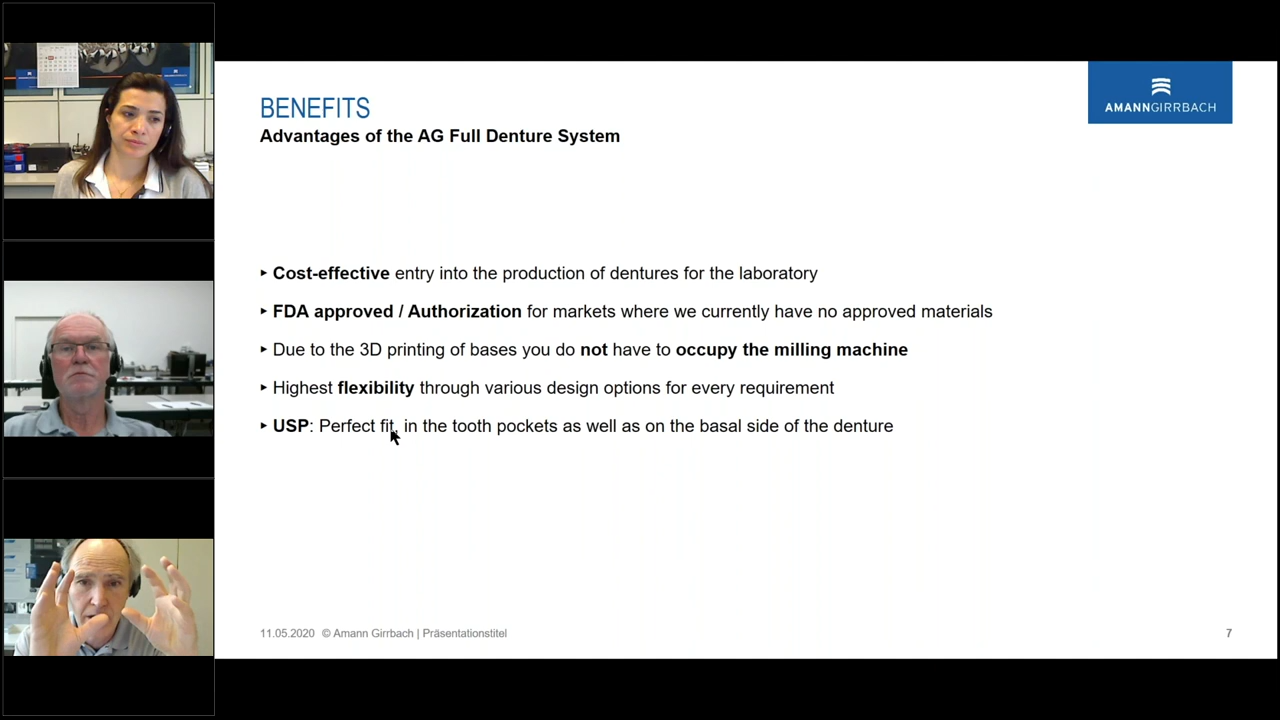 AMANNGIRRBACH
BENEFITS
Advantages of the AG Full Denture System
‣ Cost-effective entry into the production of dentures for the laboratory
‣ FDA approved / Authorization for markets where we currently have no approved materials
‣ Due to the 3D printing of bases you do not have to occupy the milling machine
‣ Highest flexibility through various design options for every requirement
‣ USP: Perfect fit, in the tooth pockets as well as on the basal side of the denture
11.05.2020 © Amann Girrbach | Präsentationstitel
7